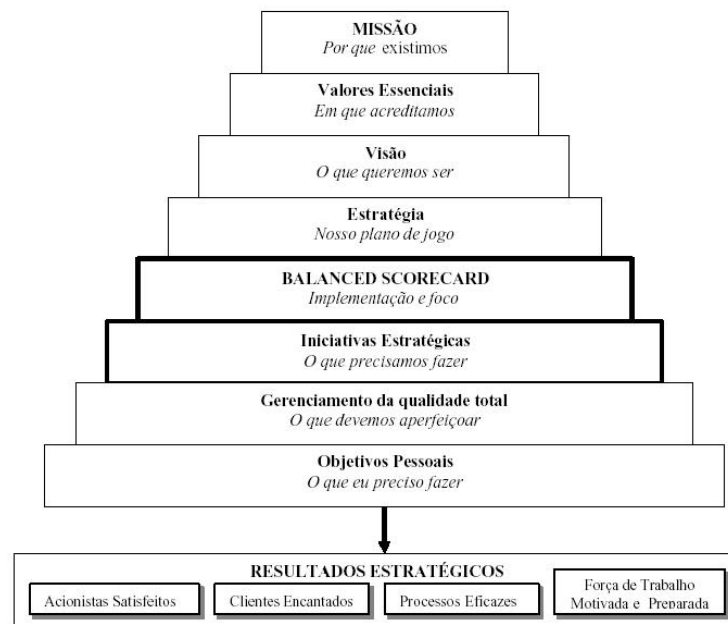 MISSÃO
Por que existimos
Valores Essenciais
Em que acreditamos
Visão
O que queremos ser
Estratégia
Nosso plano de jogo
BALANCED SCORECARD
Implementação e foco
Iniciativas Estratégicas
O que precisamos fazer
Gerenciamento da qualidade total
O que devemos aperfeiçoar
Objetivos Pessoais
O que eu preciso fazer
RESULTADOS ESTRATÉGICOS
Acionistas Satisfeitos
Clientes Encantados
Processos Eficazes
Força de Trabalho
Motivada e Preparada